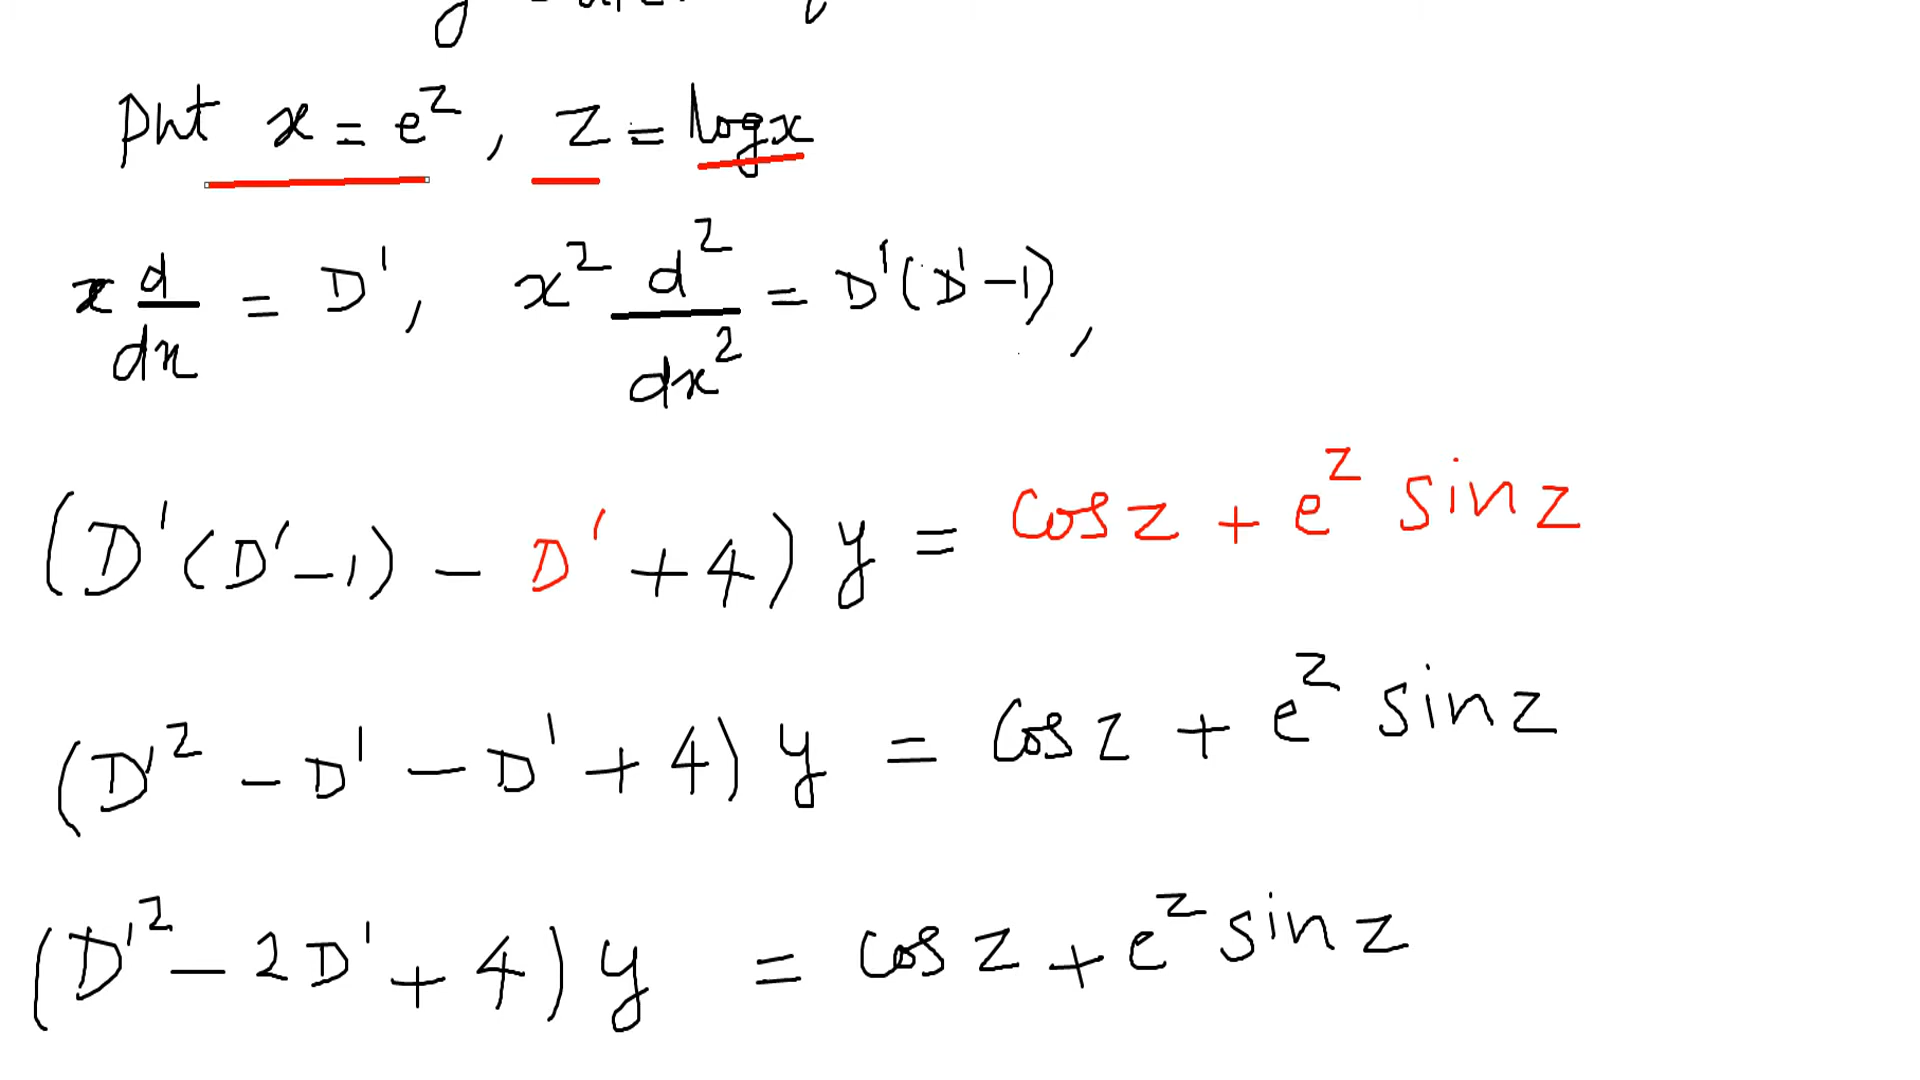 put x = e^z, z = log x
x d/dx = D', x^2 d^2/dx^2 = D'(D'-1),
(D'(D'-1) - D' + 4) y = cos z + e^z sin z
(D'^2 - D' - D' + 4) y = cos z + e^z sin z
(D'^2 - 2D' + 4) y = cos z + e^z sin z